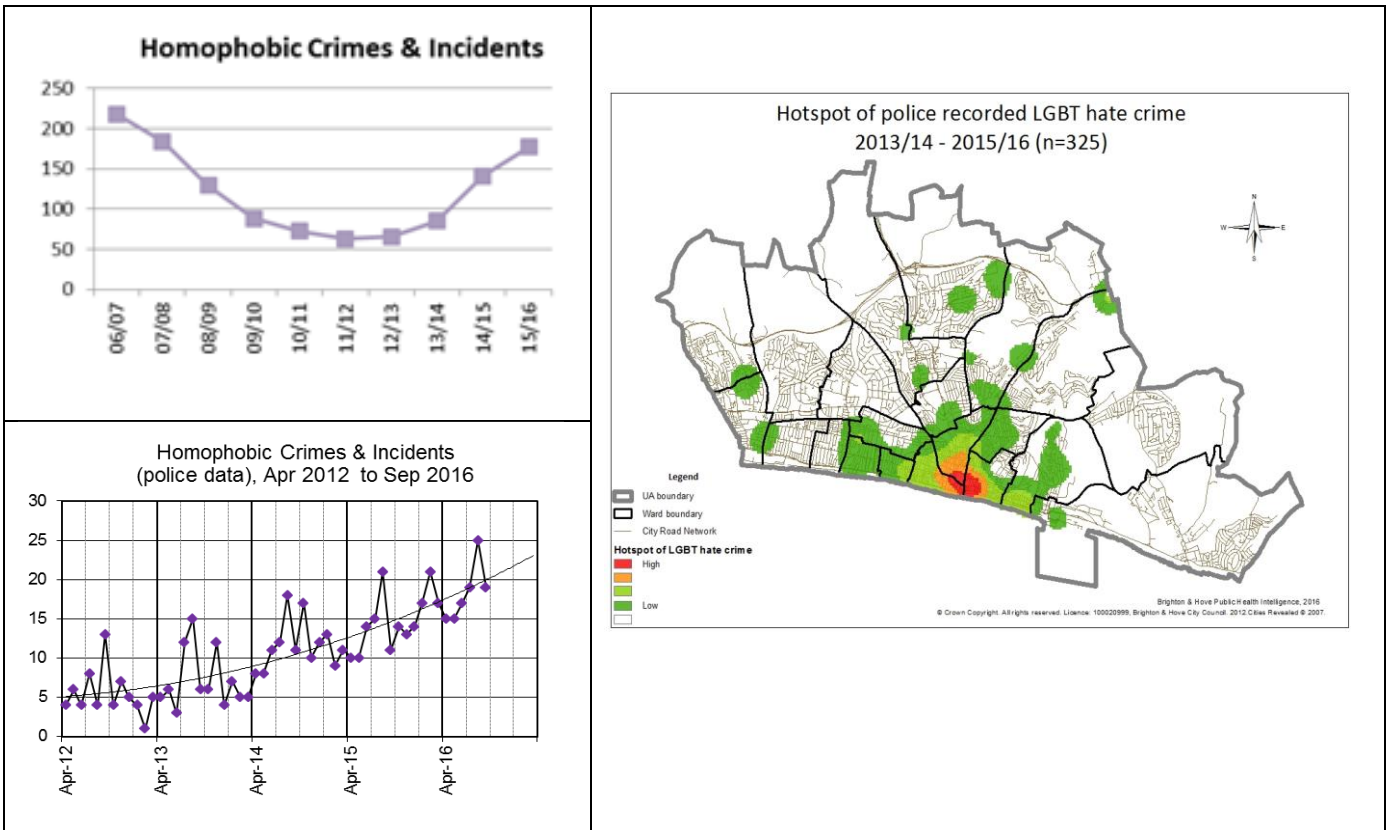 Homophobic Crimes & Incidents
250
200
150
100
50
0
06/07
07/08
08/09
09/10
10/11
11/12
12/13
13/14
14/15
15/16
Homophobic Crimes & Incidents
(police data), Apr 2012 to Sep 2016
30
25
20
15
10
5
0
Apr-12
Apr-13
Apr-14
Apr-15
Apr-16
Hotspot of police recorded LGBT hate crime
2013/14 - 2015/16 (n=325)
N
W E
S
Legend
UA boundary
Ward boundary
City Road Network
Hotspot of LGBT hate crime
High
Low
Brighton & Hove Public Health Intelligence, 2016
© Crown Copyright. All rights reserved. Licence: 100020999, Brighton & Hove City Council. 2012.Cities Revealed © 2007.